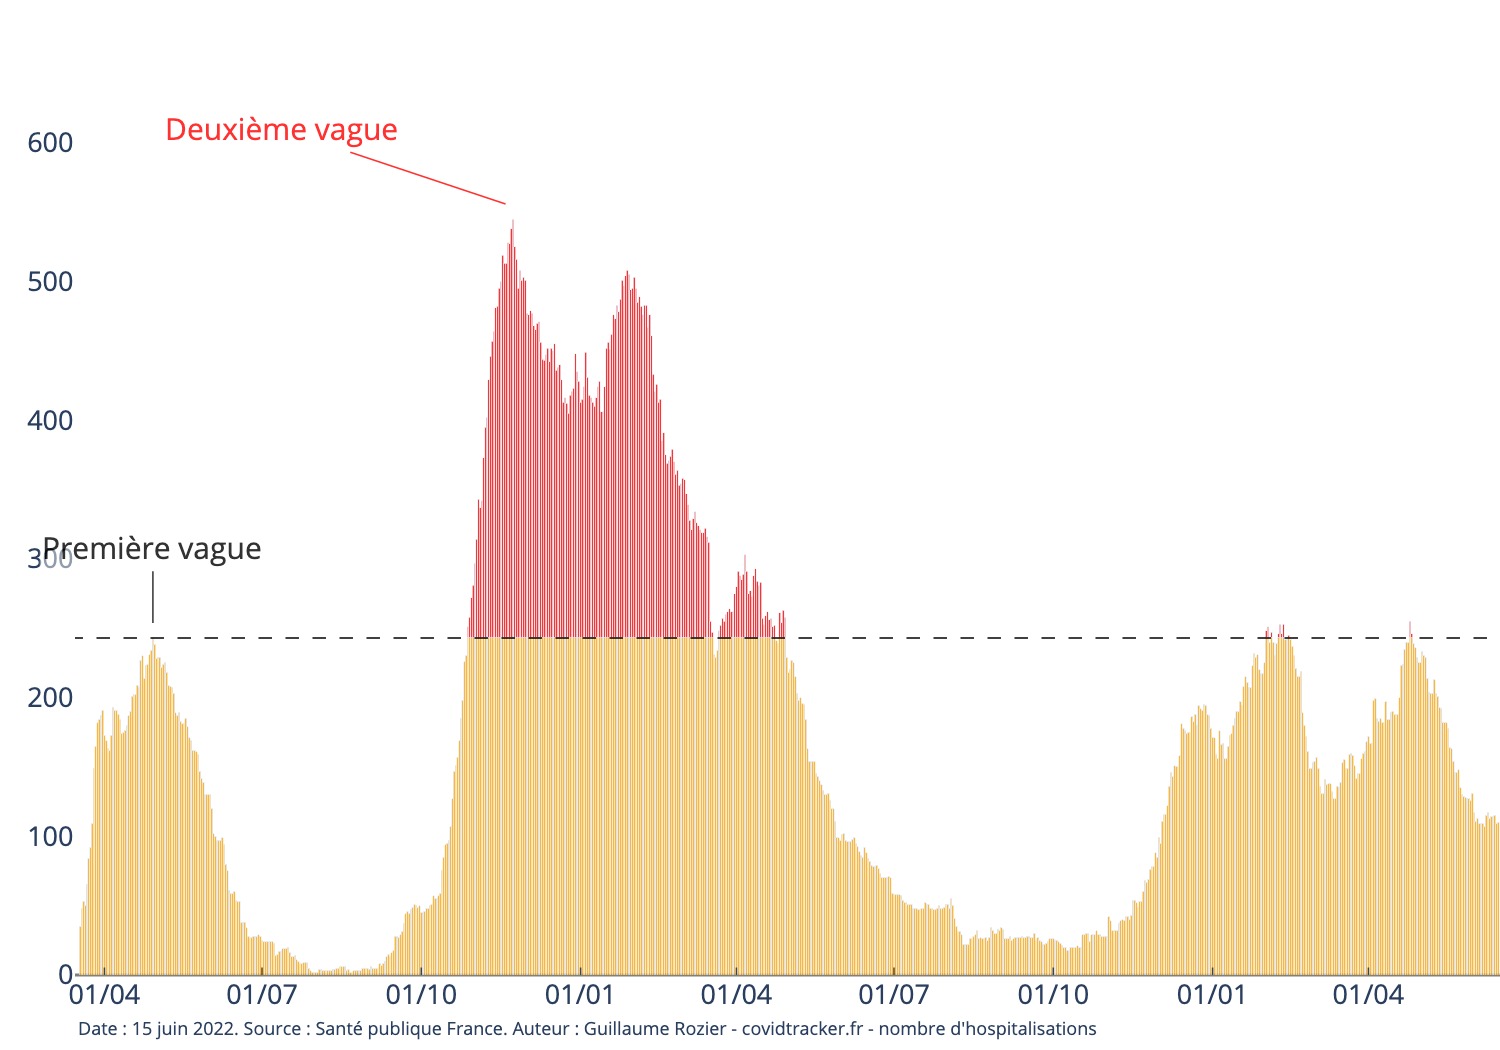 600
Deuxième vague
500
400
300
Première vague
200
100
0
01/04 01/07 01/10 01/01 01/04 01/07 01/10 01/01 01/04
Date : 15 juin 2022. Source : Santé publique France. Auteur : Guillaume Rozier - covidtracker.fr - nombre d'hospitalisations